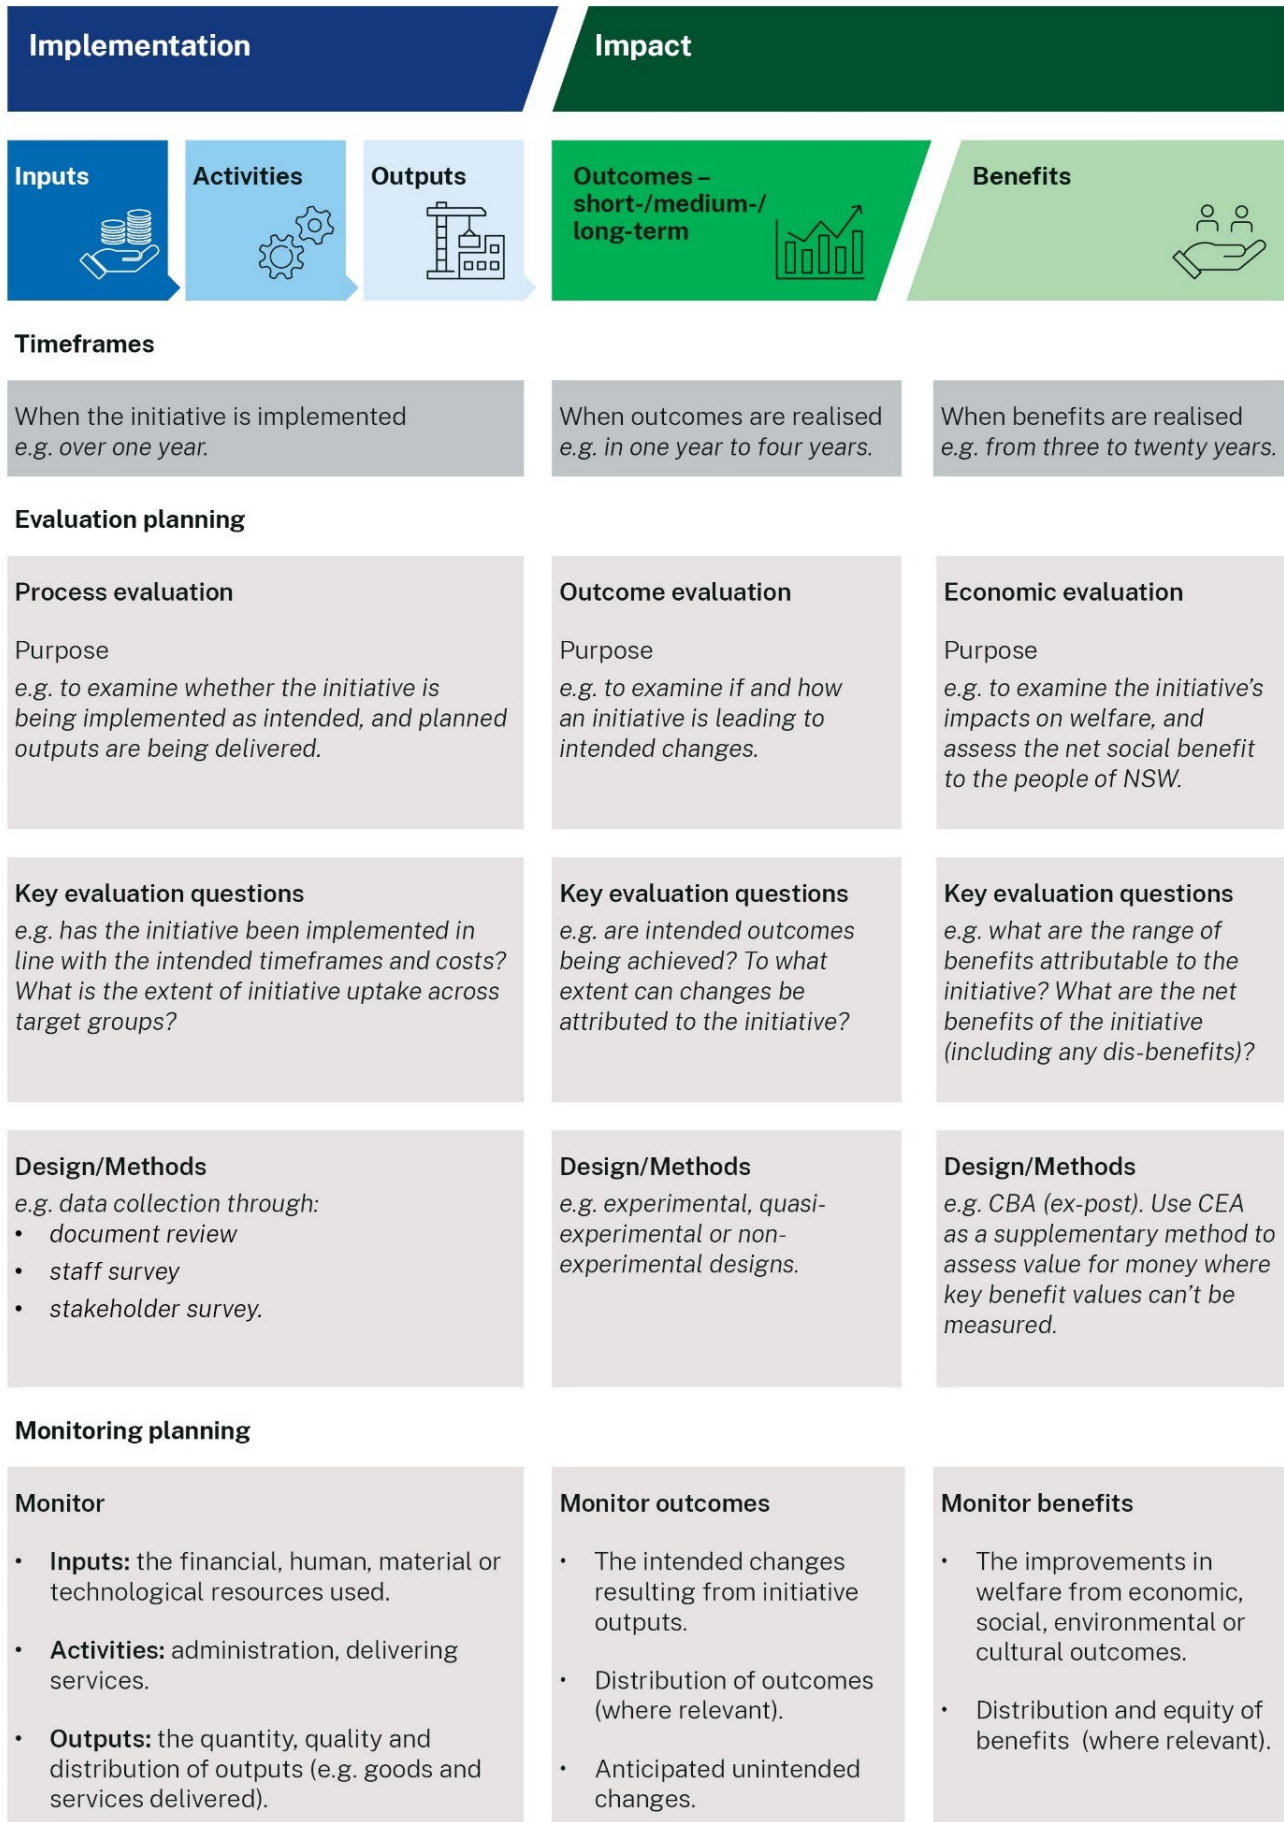 Implementation
Impact
Inputs
Activities
Outputs
Outcomes –
short-/medium-/
long-term
Benefits
Timeframes
When the initiative is implemented
e.g. over one year.
When outcomes are realised
e.g. in one year to four years.
When benefits are realised
e.g. from three to twenty years.
Evaluation planning
Process evaluation
Purpose
e.g. to examine whether the initiative is
being implemented as intended, and planned
outputs are being delivered.
Outcome evaluation
Purpose
e.g. to examine if and how
an initiative is leading to
intended changes.
Economic evaluation
Purpose
e.g. to examine the initiative’s
impacts on welfare, and
assess the net social benefit
to the people of NSW.
Key evaluation questions
e.g. has the initiative been implemented in
line with the intended timeframes and costs?
What is the extent of initiative uptake across
target groups?
Key evaluation questions
e.g. are intended outcomes
being achieved? To what
extent can changes be
attributed to the initiative?
Key evaluation questions
e.g. what are the range of
benefits attributable to the
initiative? What are the net
benefits of the initiative
(including any dis-benefits)?
Design/Methods
e.g. data collection through:
• document review
• staff survey
• stakeholder survey.
Design/Methods
e.g. experimental, quasi-
experimental or non-
experimental designs.
Design/Methods
e.g. CBA (ex-post). Use CEA
as a supplementary method to
assess value for money where
key benefit values can’t be
measured.
Monitoring planning
Monitor
• Inputs: the financial, human, material or
technological resources used.
• Activities: administration, delivering
services.
• Outputs: the quantity, quality and
distribution of outputs (e.g. goods and
services delivered).
Monitor outcomes
• The intended changes
resulting from initiative
outputs.
• Distribution of outcomes
(where relevant).
• Anticipated unintended
changes.
Monitor benefits
• The improvements in
welfare from economic,
social, environmental or
cultural outcomes.
• Distribution and equity of
benefits (where relevant).